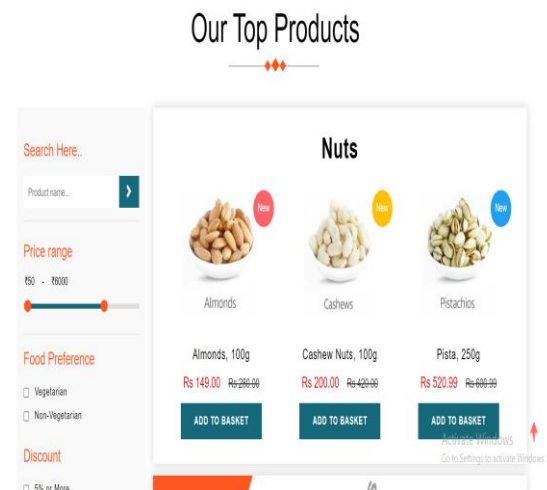 Our Top Products
Search Here..
Product name...
Price range
₹50 - ₹6000
Food Preference
Vegetarian
Non-Vegetarian
Discount
5% or More
Nuts
New
New
New
Almonds
Cashews
Pistachios
Almonds, 100g
Cashew Nuts, 100g
Pista, 250g
Rs 149.00 Rs 280.00
Rs 200.00 Rs 420.00
Rs 520.99 Rs 600.99
ADD TO BASKET
ADD TO BASKET
ADD TO BASKET
Activate Windows
Go to Settings to activate Windows.